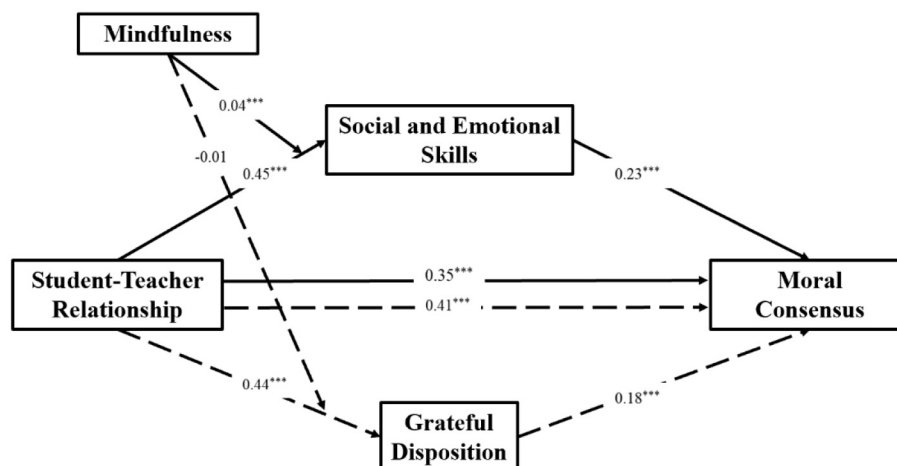 Mindfulness
0.04***
Social and Emotional
Skills
-0.01
0.45***
0.23***
Student-Teacher
Relationship
0.35***
0.41***
Moral
Consensus
0.44***
0.18***
Grateful
Disposition